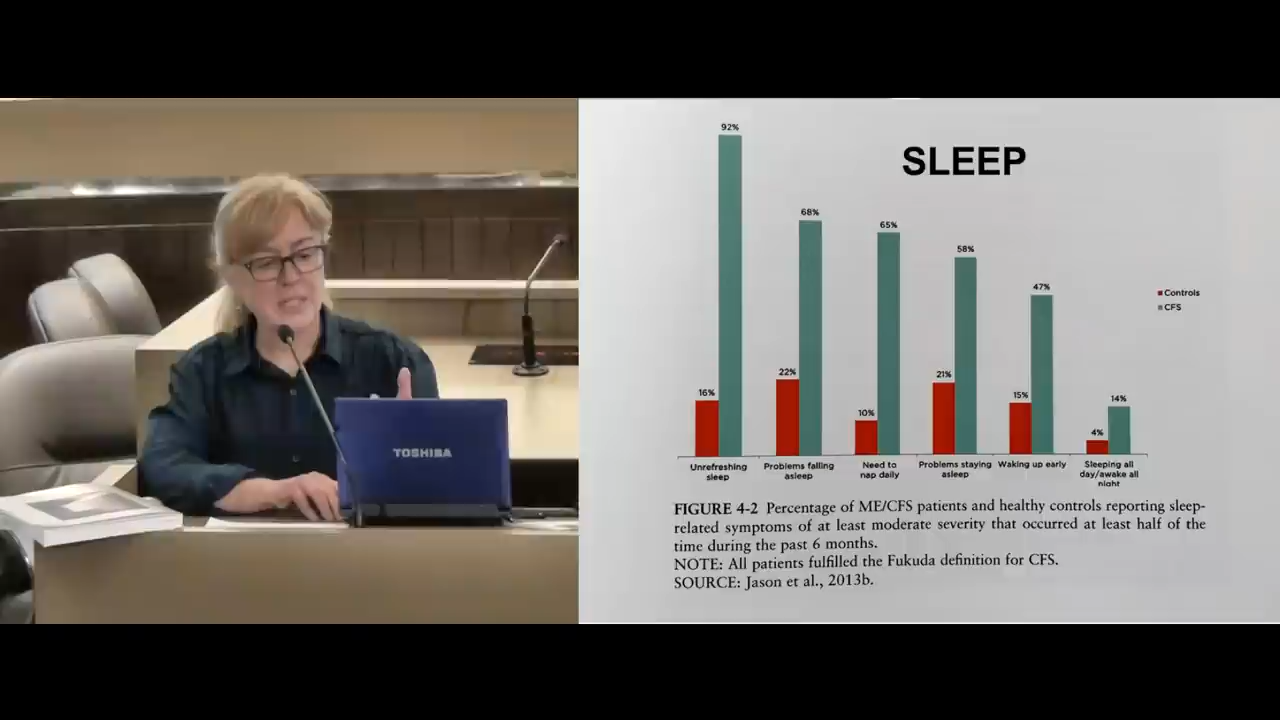 TOSHIBA
SLEEP
92%
68%
65%
58%
47%
14%
16%
22%
10%
21%
15%
4%
Controls
CFS
Unrefreshing
sleep
Problems falling
asleep
Need to
nap daily
Problems staying
asleep
Waking up early
Sleeping all
day/awake all
night
FIGURE 4-2 Percentage of ME/CFS patients and healthy controls reporting sleep-
related symptoms of at least moderate severity that occurred at least half of the
time during the past 6 months.
NOTE: All patients fulfilled the Fukuda definition for CFS.
SOURCE: Jason et al., 2013b.